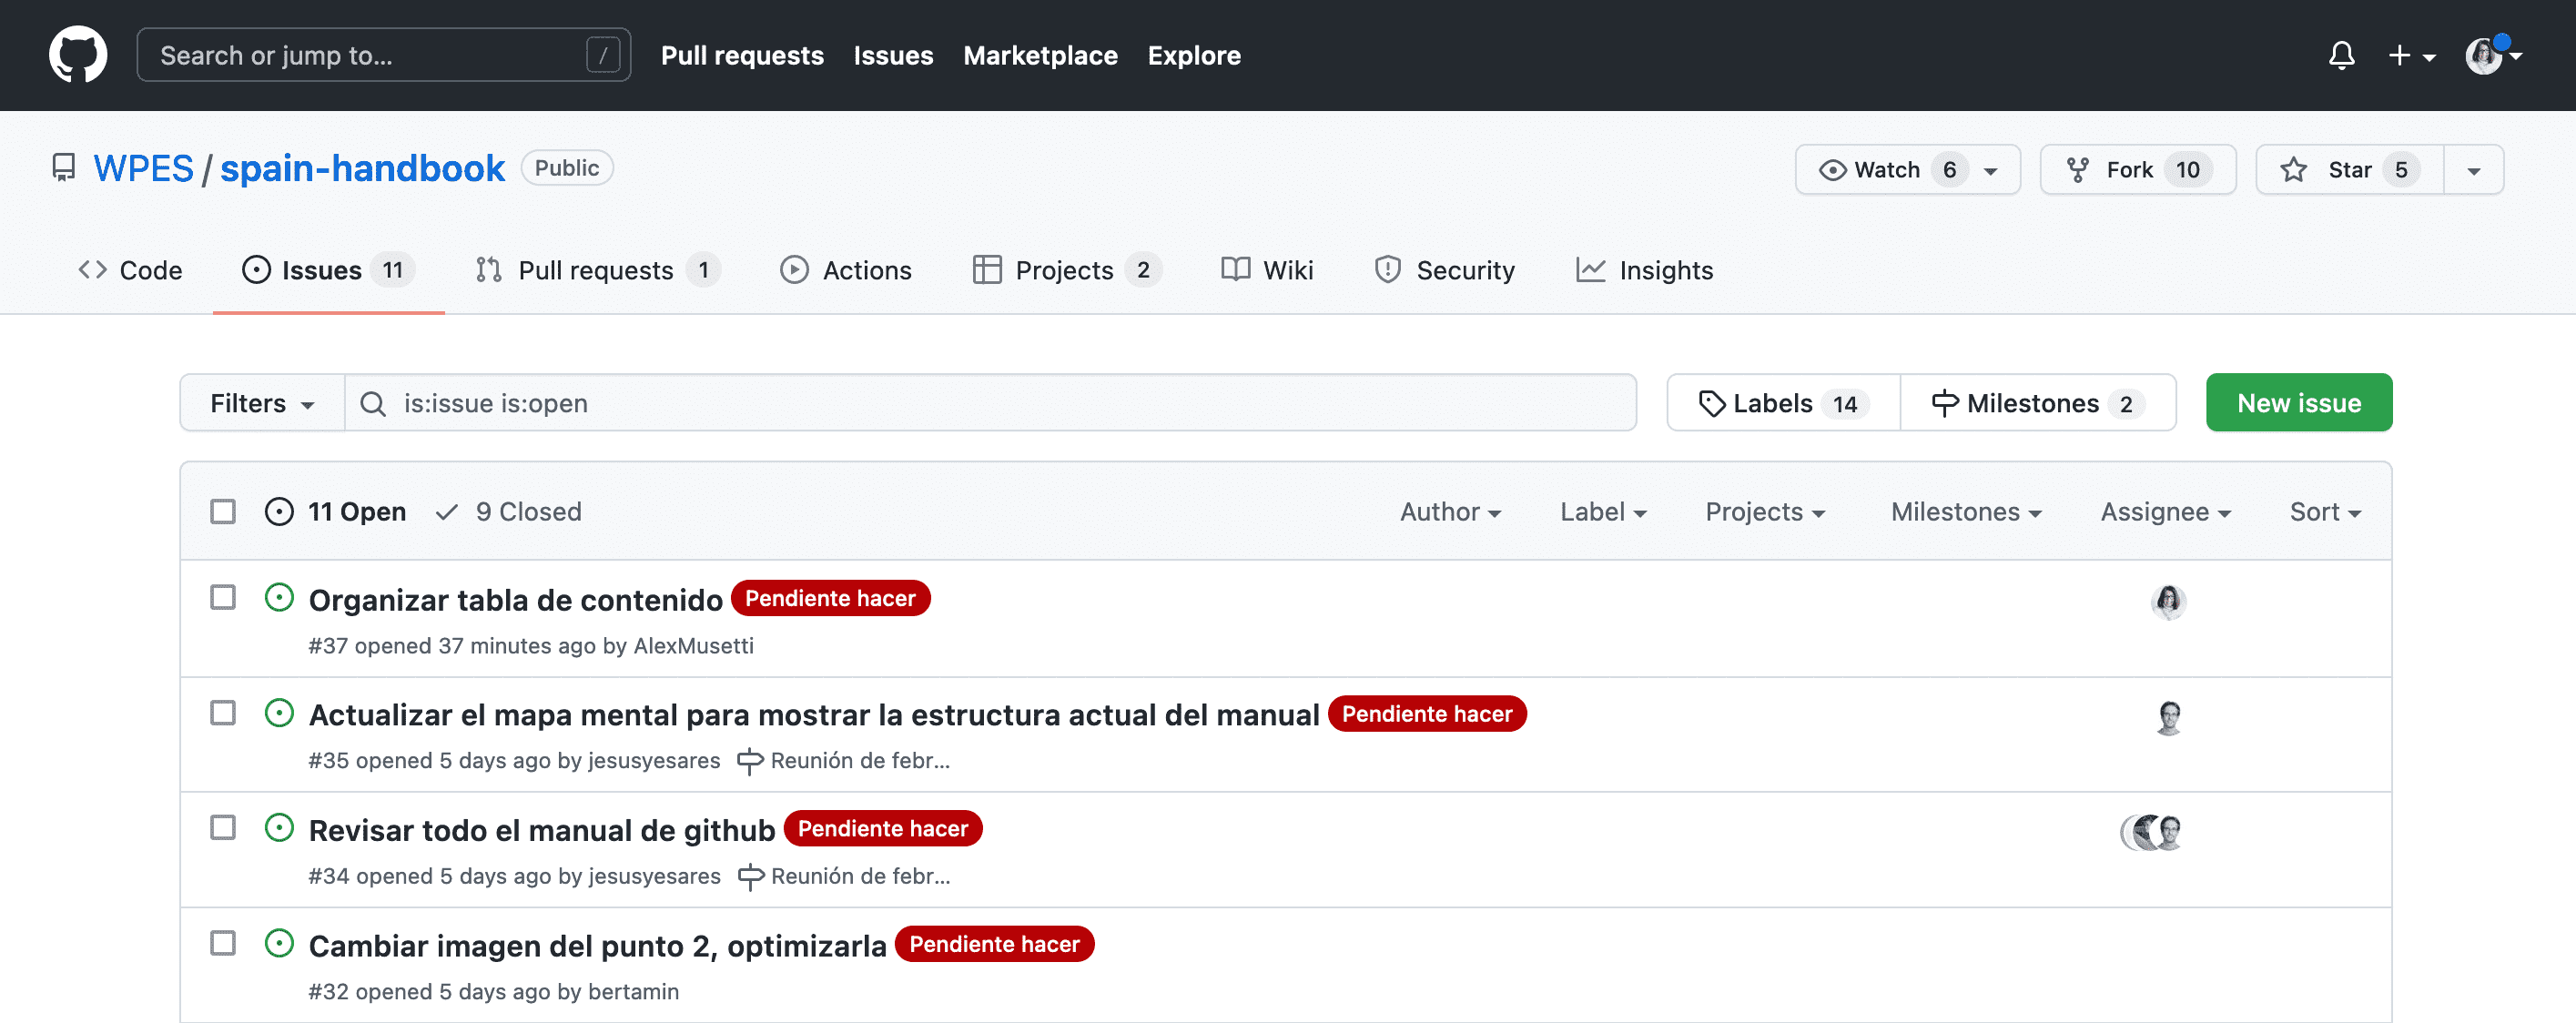 Search or jump to... / Pull requests Issues Marketplace Explore
WPES / spain-handbook Public Watch 6 Fork 10 Star 5
Code Issues 11 Pull requests 1 Actions Projects 2 Wiki Security Insights
Filters is:issue is:open Labels 14 Milestones 2 New issue
11 Open 9 Closed Author Label Projects Milestones Assignee Sort
Organizar tabla de contenido Pendiente hacer
#37 opened 37 minutes ago by AlexMusetti
Actualizar el mapa mental para mostrar la estructura actual del manual Pendiente hacer
#35 opened 5 days ago by jesusyesares Reunión de febr...
Revisar todo el manual de github Pendiente hacer
#34 opened 5 days ago by jesusyesares Reunión de febr...
Cambiar imagen del punto 2, optimizarla Pendiente hacer
#32 opened 5 days ago by bertamin